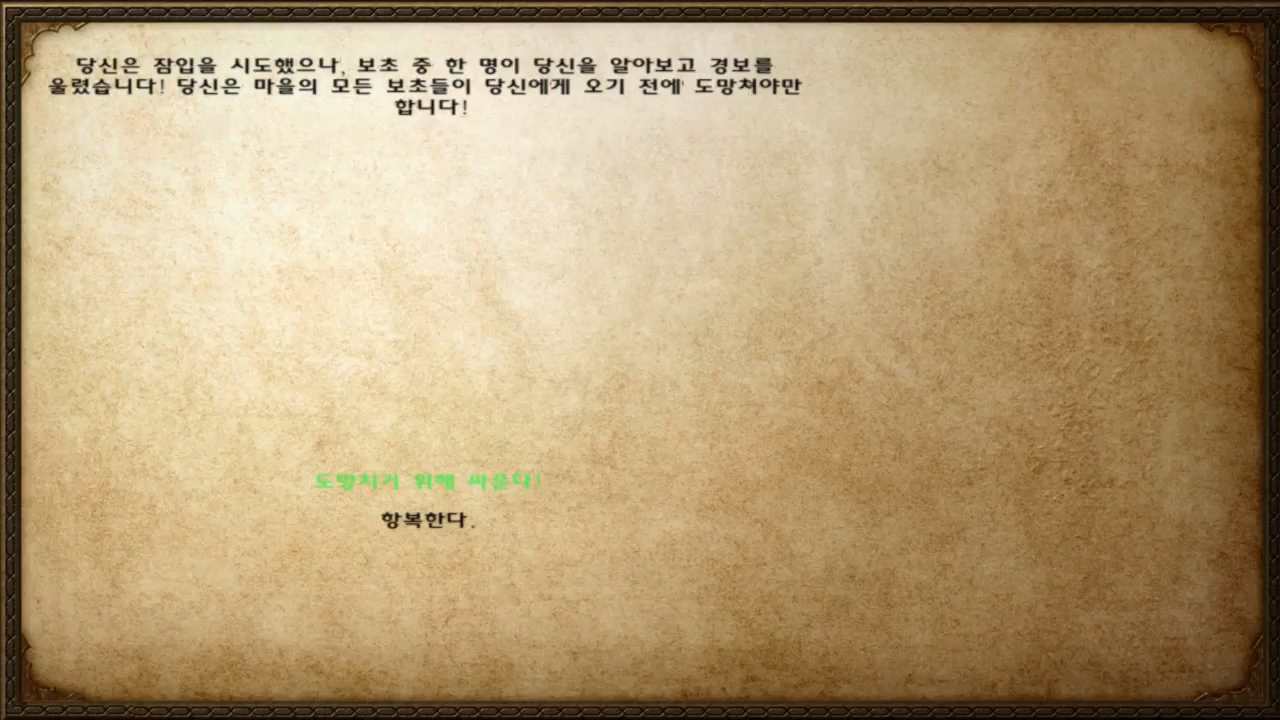 당신은 잠입을 시도했으나, 보초 중 한 명이 당신을 알아보고 경보를
울렸습니다! 당신은 마을의 모든 보초들이 당신에게 오기 전에 도망쳐야만
합니다!
도망치기 위해 싸운다!
항복한다.